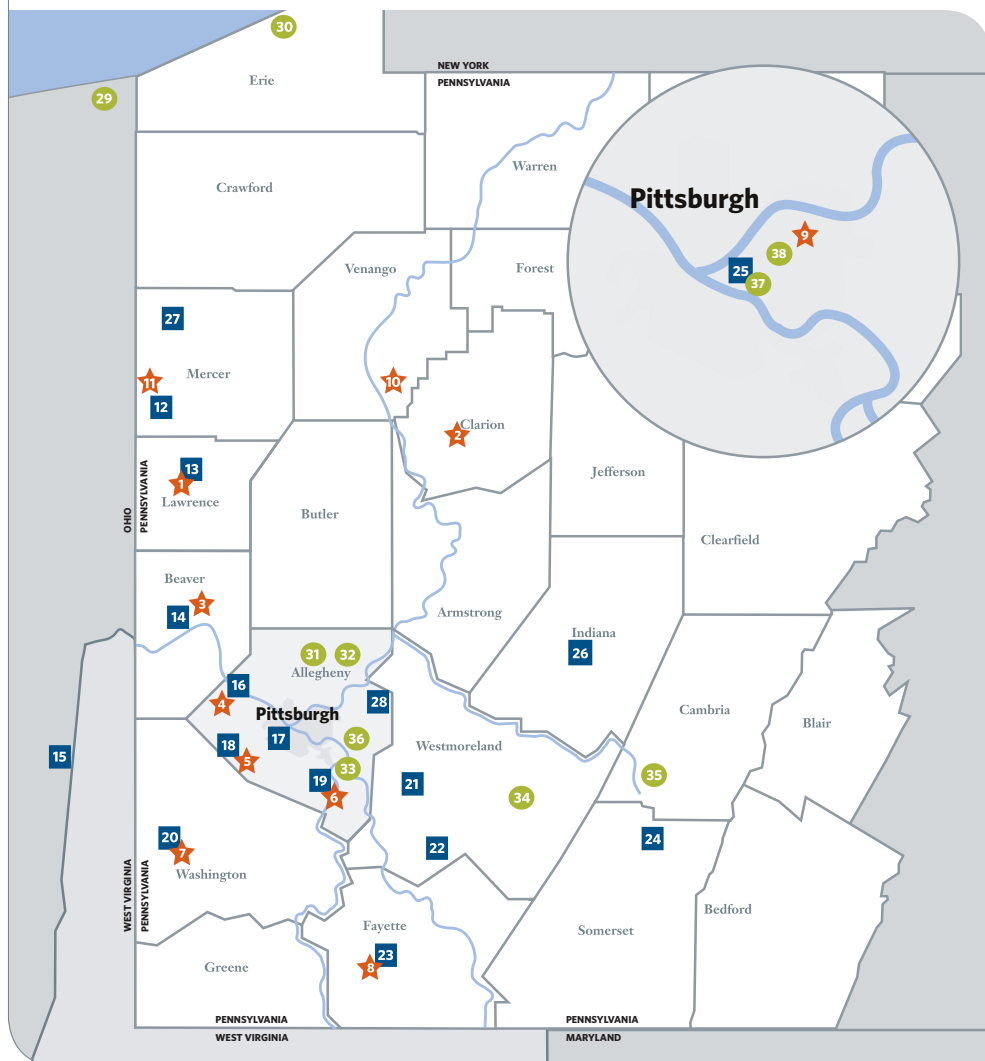 30
NEW YORK
Erie
PENNSYLVANIA
29
Warren
Crawford
Pittsburgh
9
38
Venango
Forest
25
37
27
Mercer
11
10
12
2
Clarion
13
Jefferson
1
OHIO
PENNSYLVANIA
Lawrence
Butler
Clearfield
Beaver
3
14
Armstrong
Indiana
26
31
32
Allegheny
16
4
28
Cambria
Pittsburgh
Blair
17
36
18
Westmoreland
15
5
33
35
19
21
6
34
20
24
22
7
Washington
WEST VIRGINIA
PENNSYLVANIA
Bedford
Fayette
Somerset
23
8
Greene
PENNSYLVANIA
WEST VIRGINIA
PENNSYLVANIA
MARYLAND